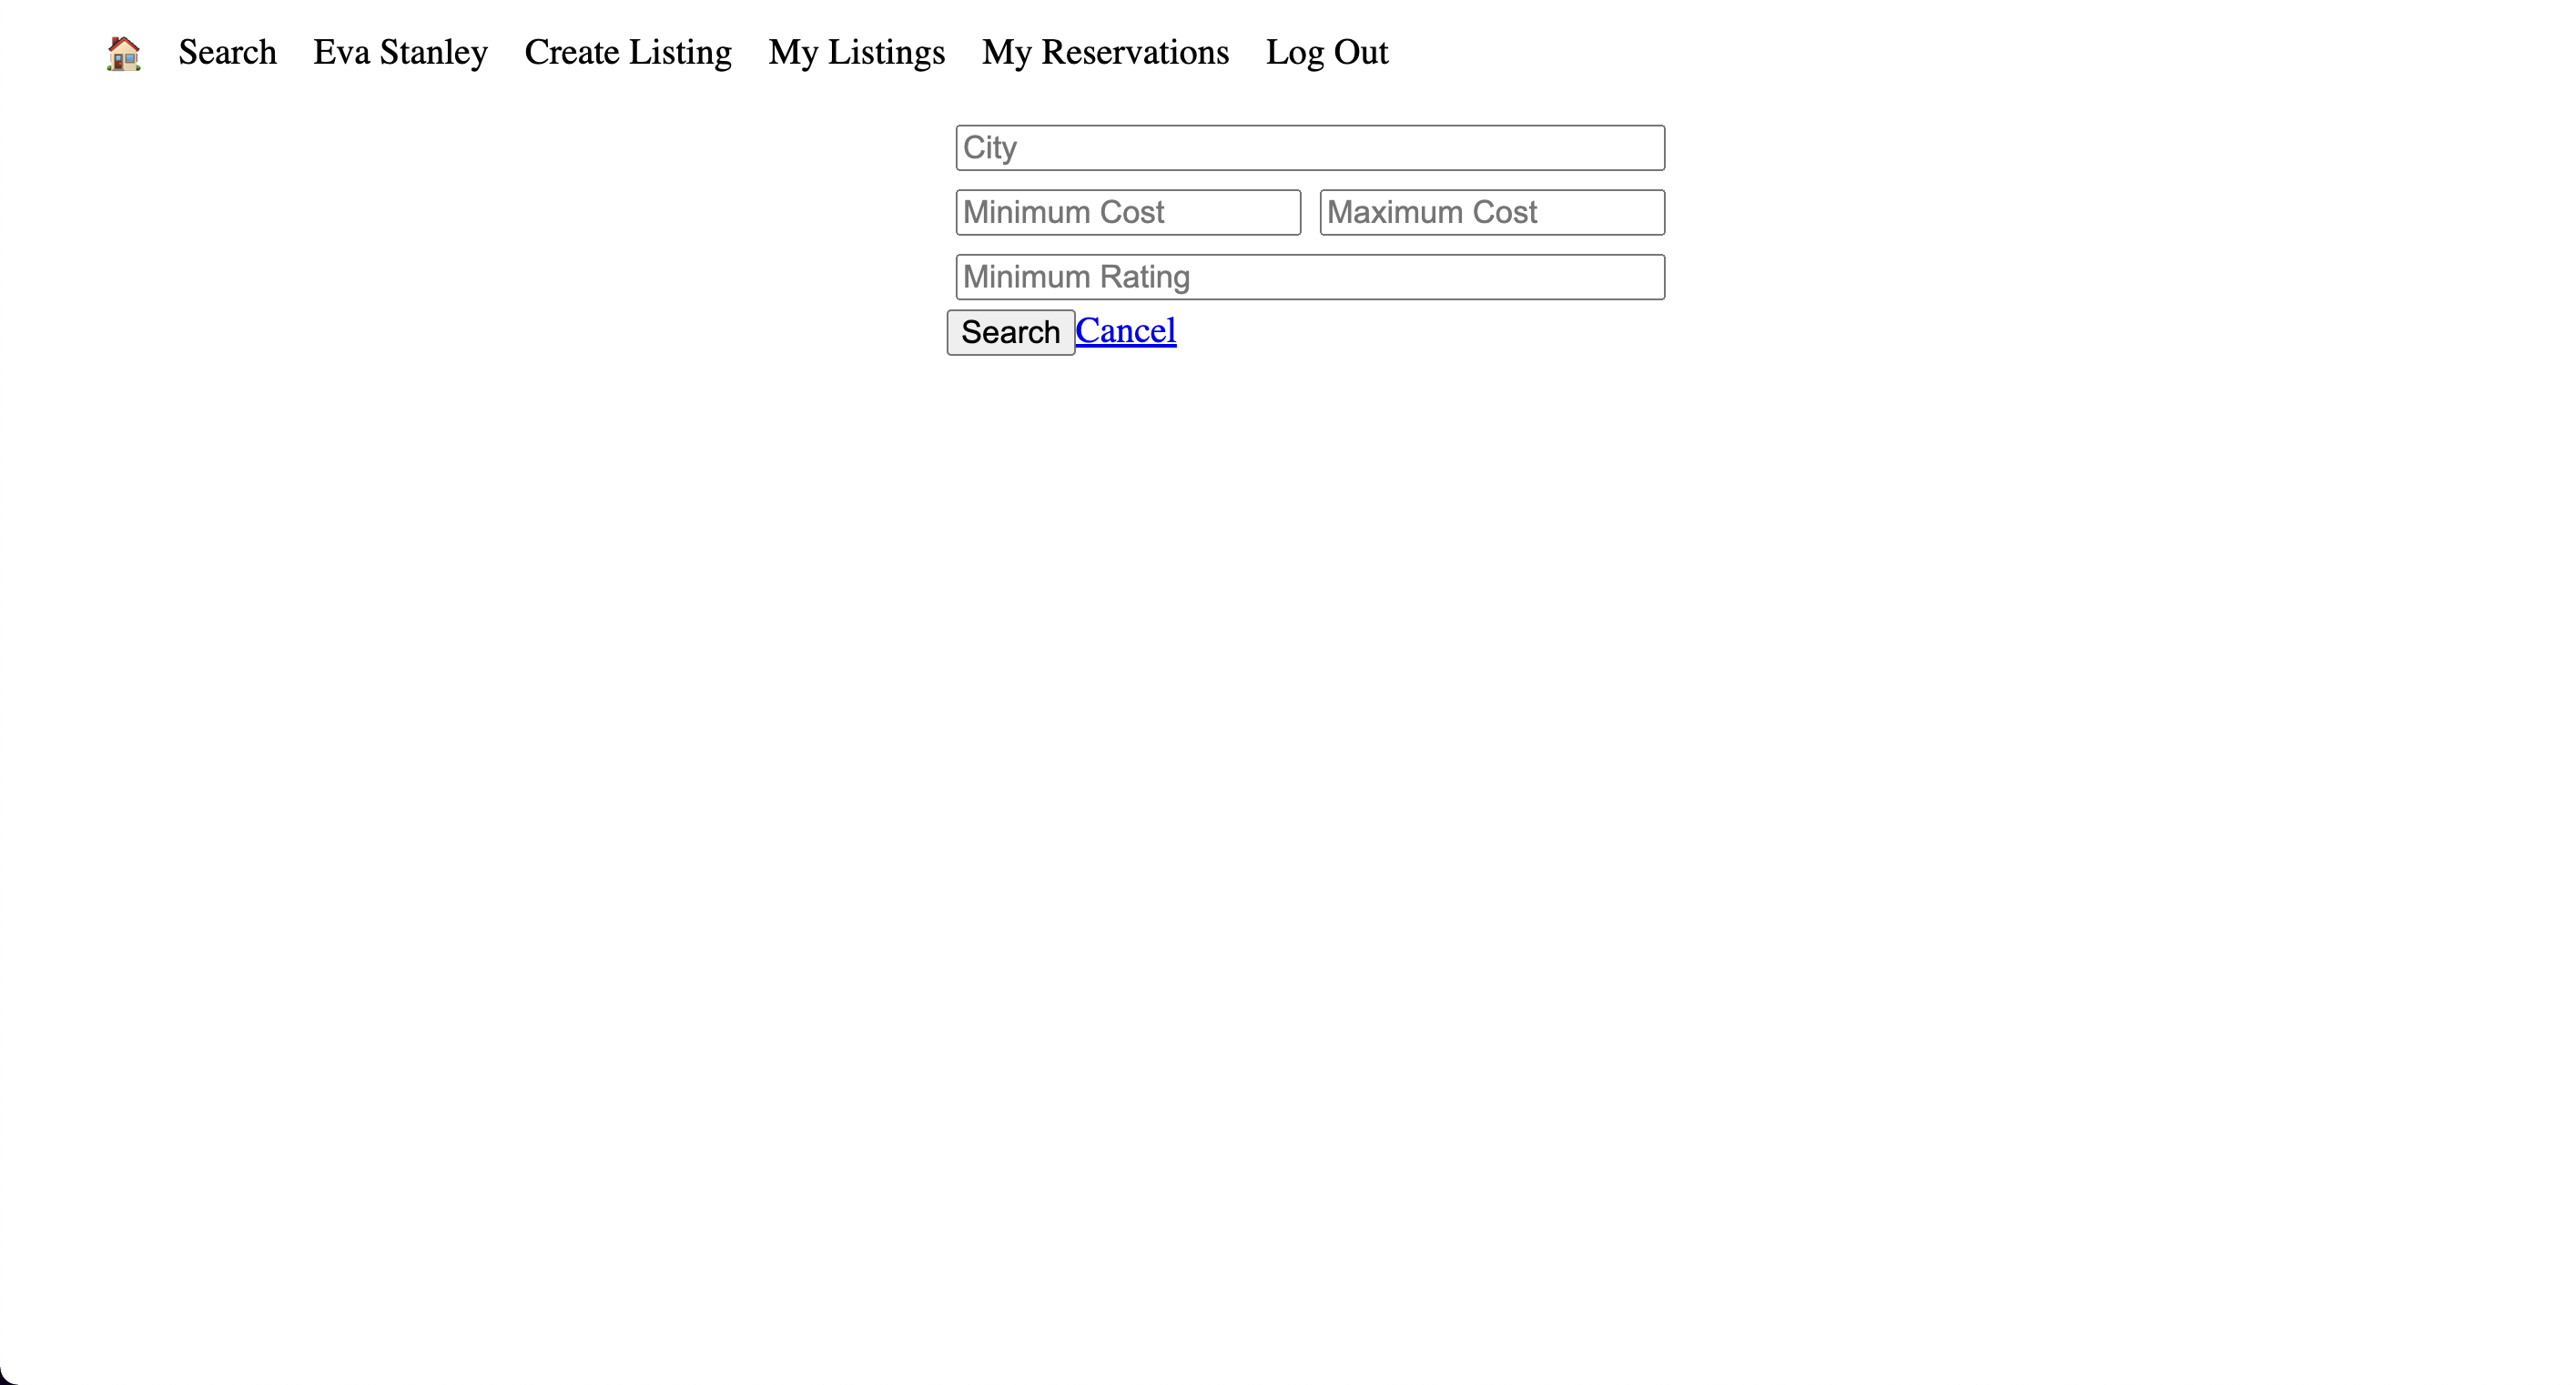 Search Eva Stanley Create Listing My Listings My Reservations Log Out
City
Minimum Cost Maximum Cost
Minimum Rating
Search Cancel